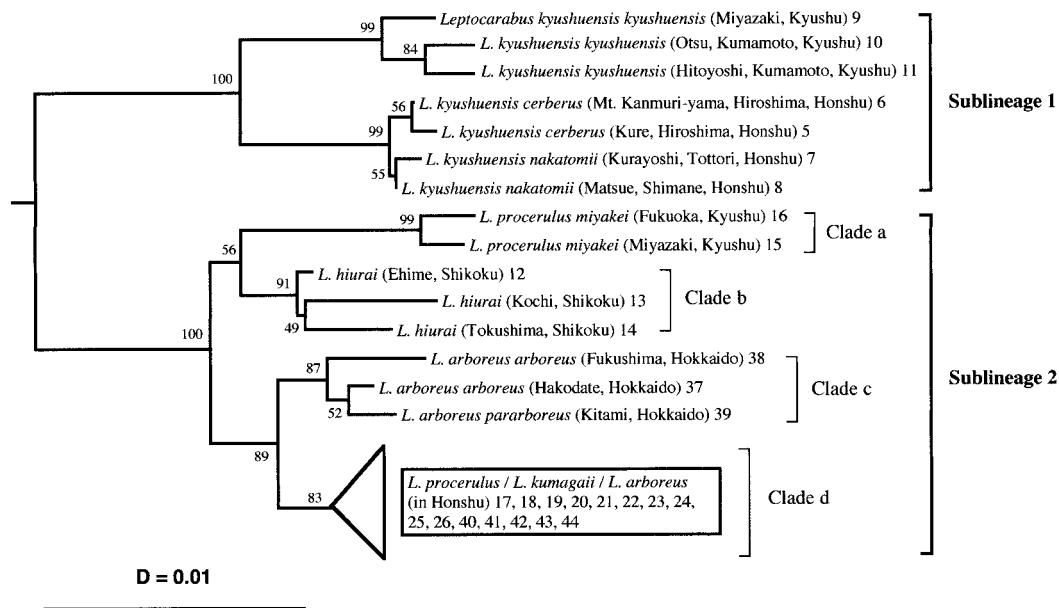 99
Leptocarabus kyushuensis kyushuensis (Miyazaki, Kyushu) 9
84
L. kyushuensis kyushuensis (Otsu, Kumamoto, Kyushu) 10
L. kyushuensis kyushuensis (Hitoyoshi, Kumamoto, Kyushu) 11
100
Sublineage 1
56
L. kyushuensis cerberus (Mt. Kanmuri-yama, Hiroshima, Honshu) 6
99
L. kyushuensis cerberus (Kure, Hiroshima, Honshu) 5
L. kyushuensis nakatomii (Kurayoshi, Tottori, Honshu) 7
55
L. kyushuensis nakatomii (Matsue, Shimane, Honshu) 8
99
L. procerulus miyakei (Fukuoka, Kyushu) 16
Clade a
L. procerulus miyakei (Miyazaki, Kyushu) 15
56
91
L. hiurai (Ehime, Shikoku) 12
L. hiurai (Kochi, Shikoku) 13
Clade b
49
L. hiurai (Tokushima, Shikoku) 14
100
87
L. arboreus arboreus (Fukushima, Hokkaido) 38
Sublineage 2
L. arboreus arboreus (Hakodate, Hokkaido) 37
Clade c
52
L. arboreus pararboreus (Kitami, Hokkaido) 39
89
83
L. procerulus / L. kumagaii / L. arboreus
(in Honshu) 17, 18, 19, 20, 21, 22, 23, 24,
25, 26, 40, 41, 42, 43, 44
Clade d
D = 0.01